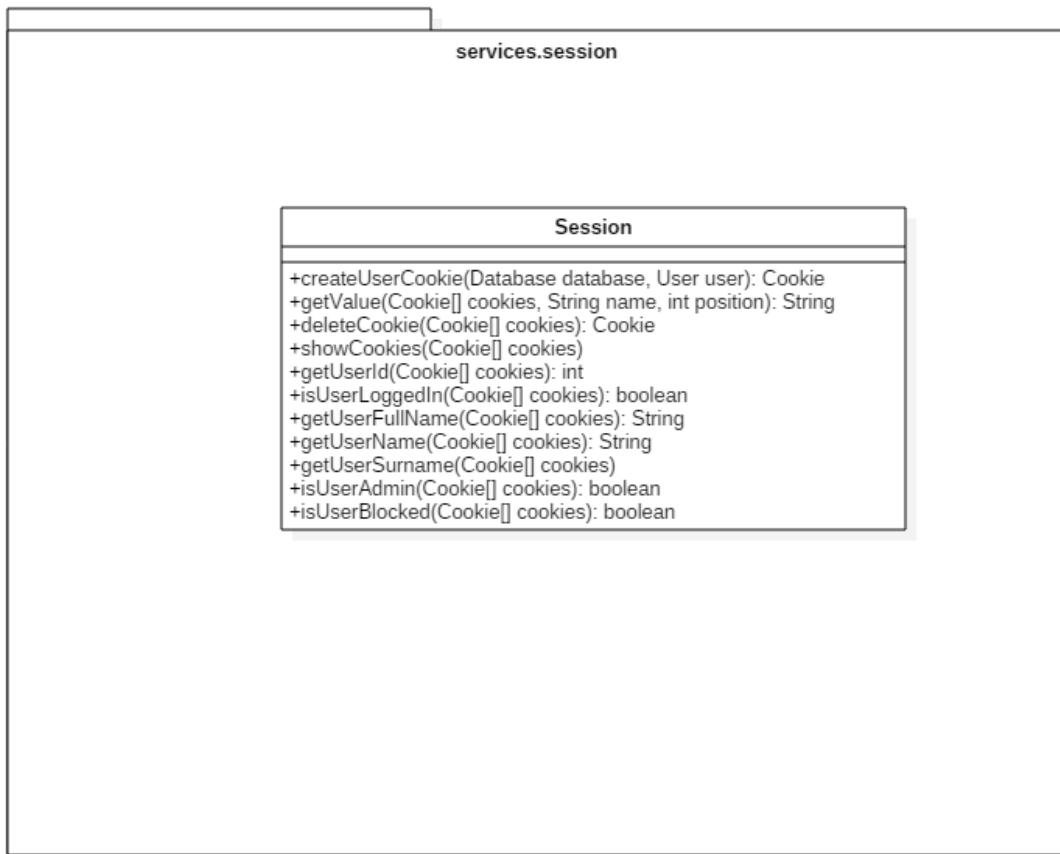 services.session
Session
+createUserCookie(Database database, User user): Cookie
+getValue(Cookie[] cookies, String name, int position): String
+deleteCookie(Cookie[] cookies): Cookie
+showCookies(Cookie[] cookies)
+getUserId(Cookie[] cookies): int
+isUserLoggedIn(Cookie[] cookies): boolean
+getUserFullName(Cookie[] cookies): String
+getUserName(Cookie[] cookies): String
+getUserSurname(Cookie[] cookies)
+isUserAdmin(Cookie[] cookies): boolean
+isUserBlocked(Cookie[] cookies): boolean